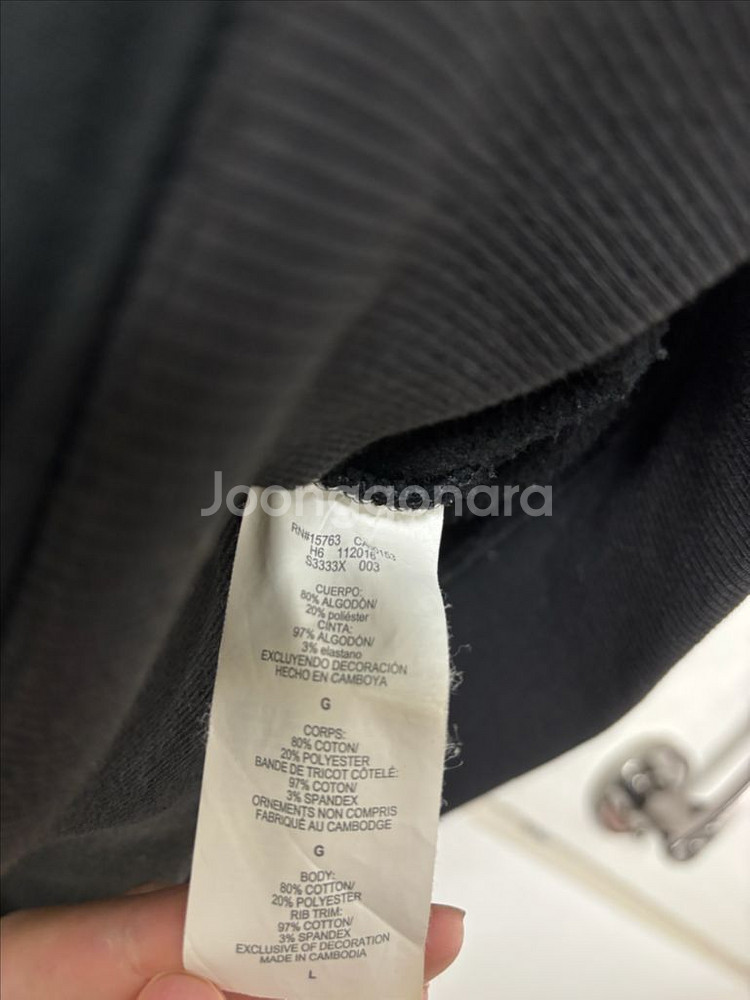 Joonggonara
RN#15763 CA
H6 112016
S3333X 003
CUERPO:
80% ALGODÓN/
20% poliéster
CINTA:
97% ALGODÓN/
3% elastano
EXCLUYENDO DECORACIÓN
HECHO EN CAMBOYA
G
CORPS:
80% COTON/
20% POLYESTER
BANDE DE TRICOT CÔTELÉ:
97% COTON/
3% SPANDEX
ORNEMENTS NON COMPRIS
FABRIQUÉ AU CAMBODGE
G
BODY:
80% COTTON/
20% POLYESTER
RIB TRIM:
97% COTTON/
3% SPANDEX
EXCLUSIVE OF DECORATION
MADE IN CAMBODIA
L